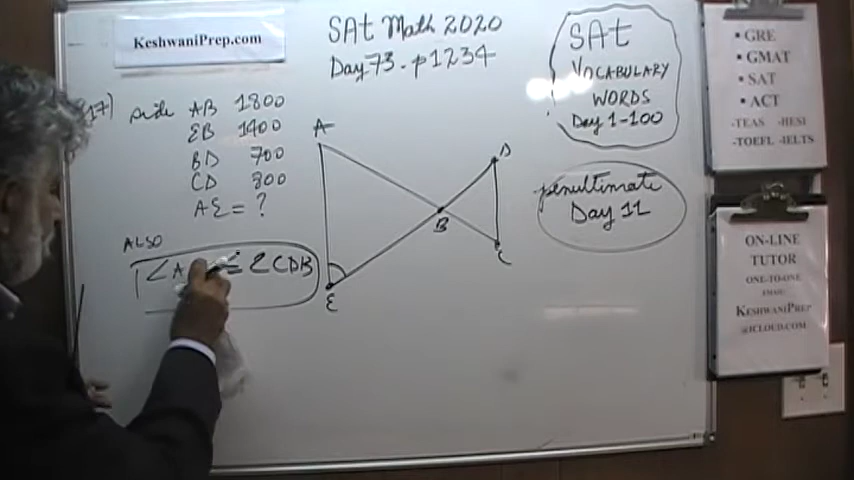 KeshwaniPrep.com
SAt Math 2020
Day 73 - p1234
17) side AB 1800
EB 1400
BD 700
CD 800
AE = ?
ALSO
<A = <CDB
A
B
C
D
E
SAt
VOCABULARY
WORDS
Day 1-100
penultimate
Day 11
• GRE
• GMAT
• SAT
• ACT
-TEAS -HESI
-TOEFL -IELTS
ON-LINE
TUTOR
ONE-TO-ONE
EMAIL
KESHWANIPREP
@ICLOUD.COM